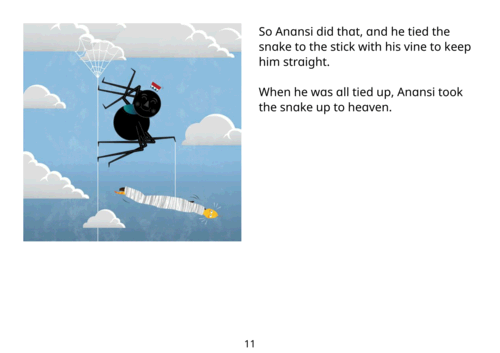 So Anansi did that, and he tied the
snake to the stick with his vine to keep
him straight.
When he was all tied up, Anansi took
the snake up to heaven.
11